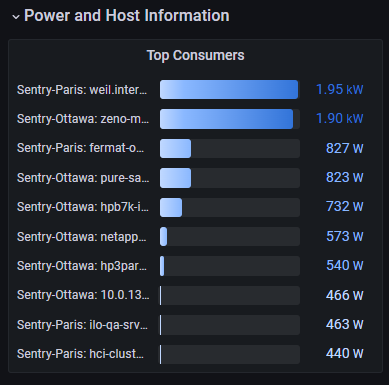 Power and Host Information
Top Consumers
Sentry-Paris: weil.inter... 1.95 kW
Sentry-Ottawa: zeno-m... 1.90 kW
Sentry-Paris: fermat-o... 827 W
Sentry-Ottawa: pure-sa... 823 W
Sentry-Ottawa: hpb7k-i... 732 W
Sentry-Ottawa: netapp... 573 W
Sentry-Ottawa: hp3par... 540 W
Sentry-Ottawa: 10.0.13... 466 W
Sentry-Paris: ilo-qa-srv... 463 W
Sentry-Paris: hci-clust... 440 W